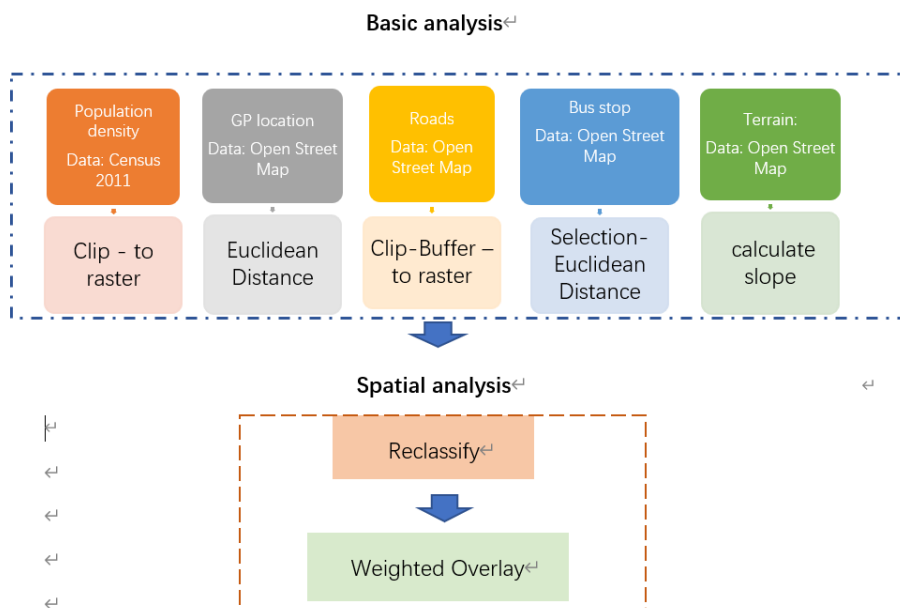 Basic analysis
Population
density
Data: Census
2011
GP location
Data: Open Street
Map
Roads
Data: Open
Street Map
Bus stop
Data: Open Street
Map
Terrain:
Data: Open Street
Map
Clip - to
raster
Euclidean
Distance
Clip-Buffer –
to raster
Selection-
Euclidean
Distance
calculate
slope
Spatial analysis
Reclassify
Weighted Overlay